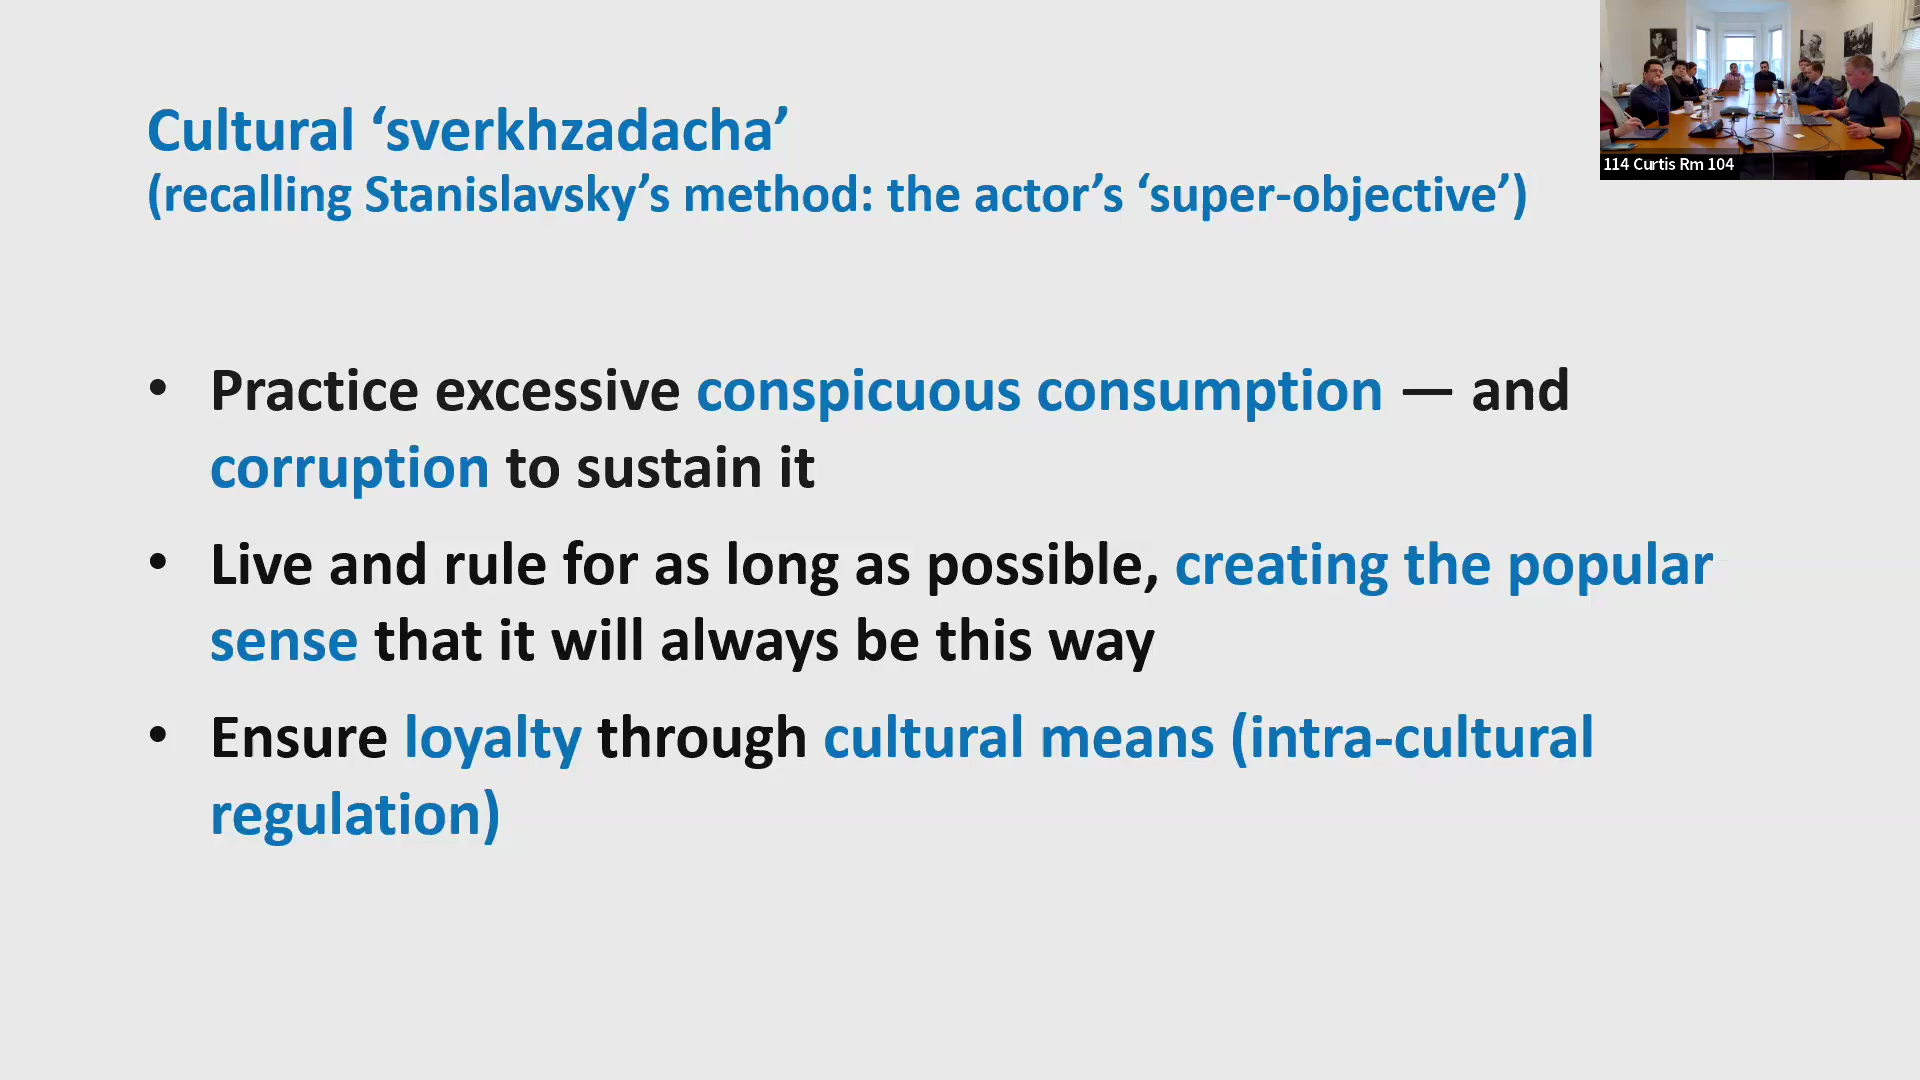 Cultural ‘sverkhzadacha’
(recalling Stanislavsky’s method: the actor’s ‘super-objective’)
114 Curtis Rm 104
• Practice excessive conspicuous consumption — and
corruption to sustain it
• Live and rule for as long as possible, creating the popular
sense that it will always be this way
• Ensure loyalty through cultural means (intra-cultural
regulation)